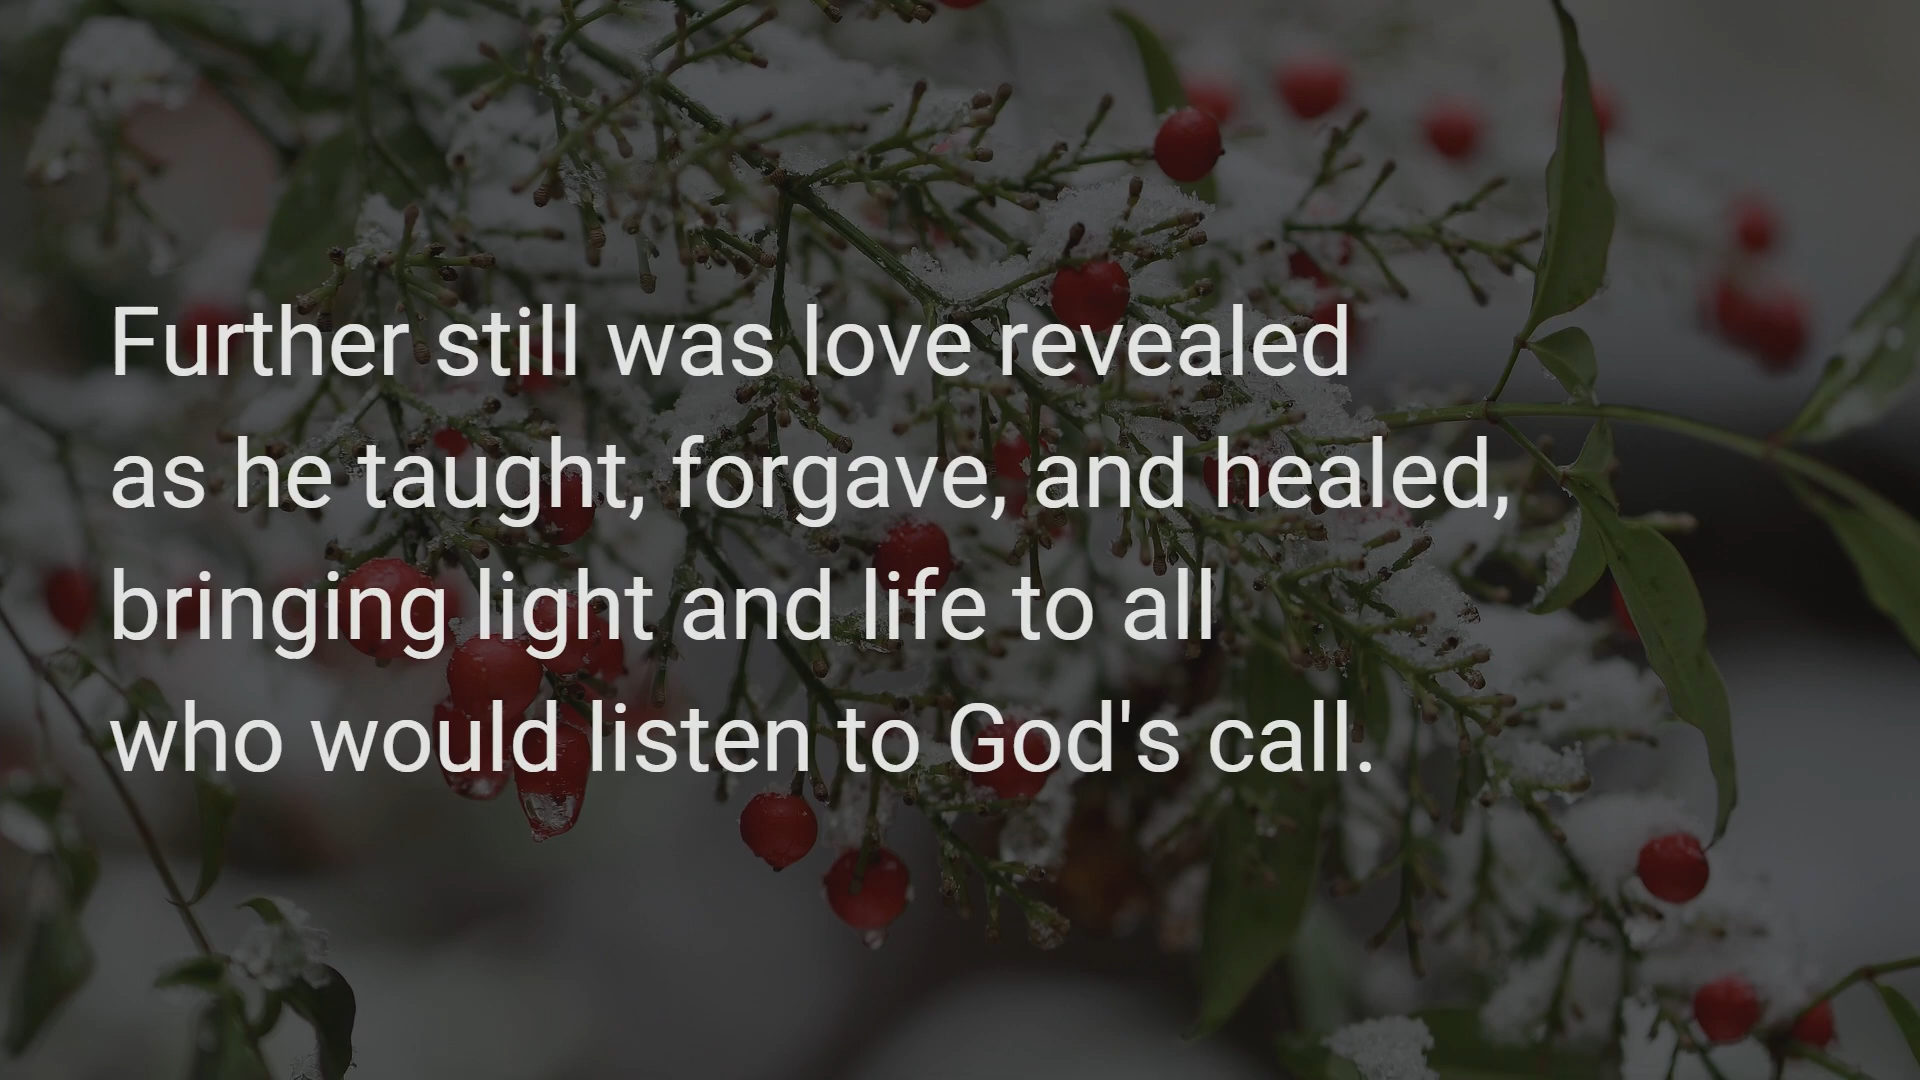 Further still was love revealed
as he taught, forgave, and healed,
bringing light and life to all
who would listen to God's call.